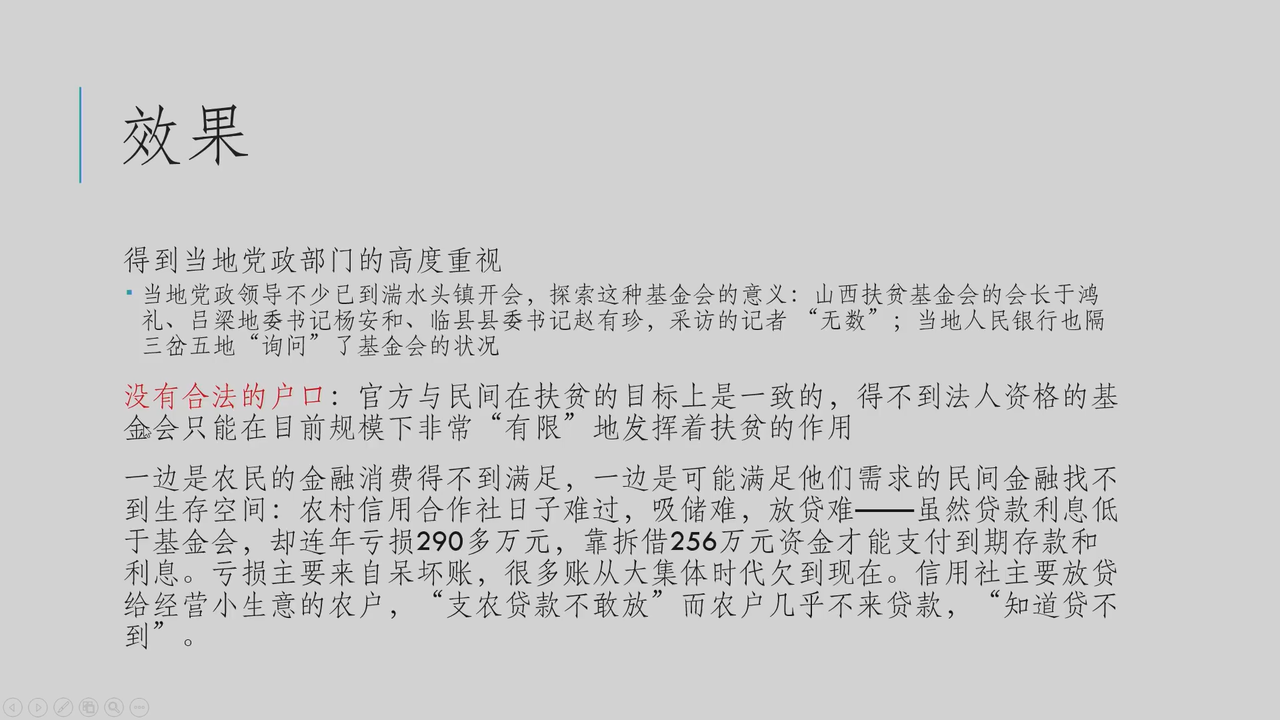 效果
得到当地党政部门的高度重视
当地党政领导不少已到湍水头镇开会，探索这种基金会的意义：山西扶贫基金会的会长于鸿
礼、吕梁地委书记杨安和、临县县委书记赵有珍，采访的记者 “无数”；当地人民银行也隔
三岔五地“询问”了基金会的状况
没有合法的户口：官方与民间在扶贫的目标上是一致的，得不到法人资格的基
金会只能在目前规模下非常“有限”地发挥着扶贫的作用
一边是农民的金融消费得不到满足，一边是可能满足他们需求的民间金融找不
到生存空间：农村信用合作社日子难过，吸储难，放贷难——虽然贷款利息低
于基金会，却连年亏损290多万元，靠拆借256万元资金才能支付到期存款和
利息。亏损主要来自呆坏账，很多账从大集体时代欠到现在。信用社主要放贷
给经营小生意的农户，“支农贷款不敢放”而农户几乎不来贷款，“知道贷不
到”。